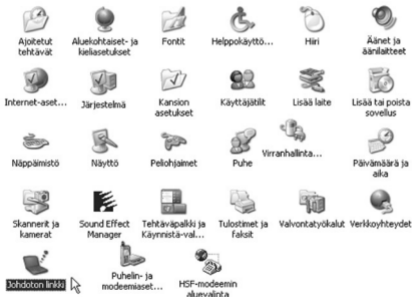 Ajoitetut tehtävät
Aluekohtaiset- ja kieliasetukset
Fontit
Helppokäyttö...
Hiiri
Äänet ja äänilaitteet
Internet-aset...
Järjestelmä
Kansion asetukset
Käyttäjätilit
Lisää laite
Lisää tai poista sovellus
Näppäimistö
Näyttö
Peliohjaimet
Puhe
Virranhallinta...
Päivämäärä ja aika
Skannerit ja kamerat
Sound Effect Manager
Tehtäväpalkki ja Käynnistä-val...
Tulostimet ja faksit
Valvontatyökalut
Verkkoyhteydet
Johdoton linkki
Puhelin- ja modeemiaset...
HSF-modeemin aluevalinta